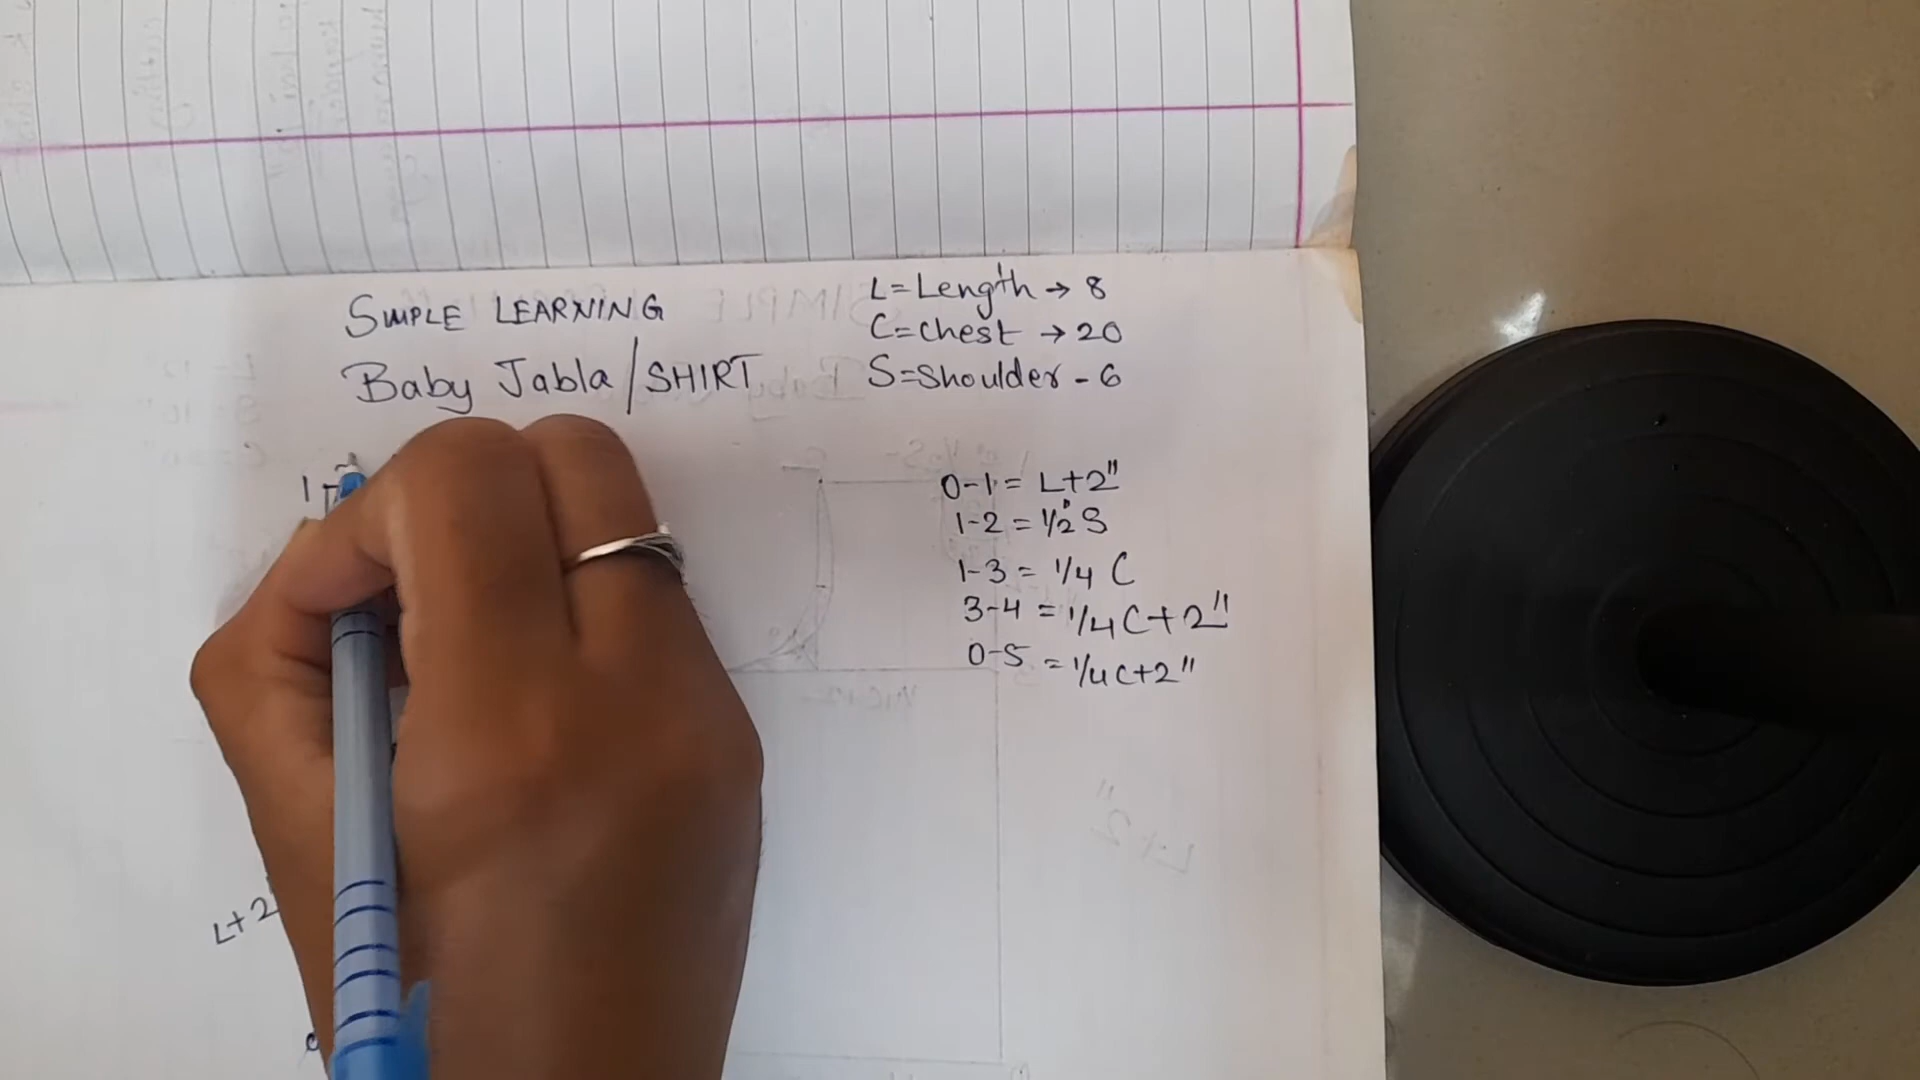 SIMPLE LEARNING
Baby Jabla/SHIRT
L=Length → 8
C=chest → 20
S=Shoulder - 6
0-1 = L+2"
1-2 = 1/2 S
1-3 = 1/4 C
3-4 = 1/4 C+2"
0-5 = 1/4 C+2"
1
L+2